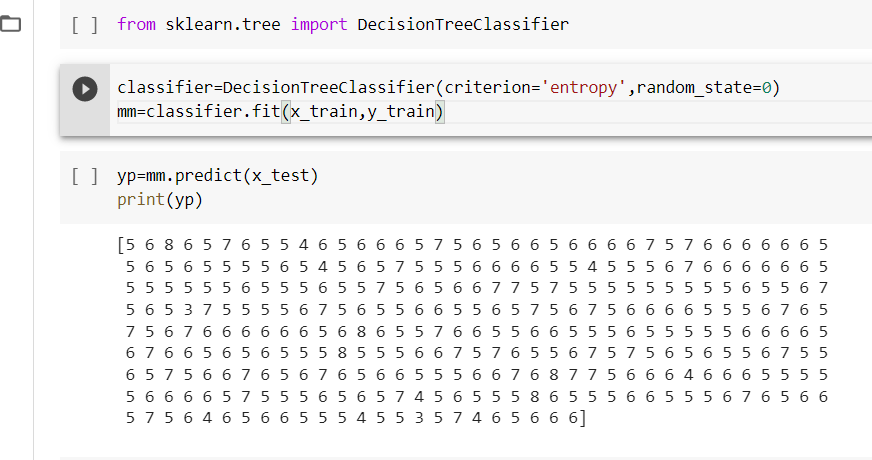 [ ] from sklearn.tree import DecisionTreeClassifier
classifier=DecisionTreeClassifier(criterion='entropy',random_state=0)
mm=classifier.fit(x_train,y_train)
[ ] yp=mm.predict(x_test)
print(yp)
[5 6 8 6 5 7 6 5 5 4 6 5 6 6 6 5 7 5 6 5 6 6 5 6 6 6 6 7 5 7 6 6 6 6 6 6 5
5 6 5 6 5 5 5 5 6 5 4 5 6 5 7 5 5 5 6 6 6 6 5 5 4 5 5 5 6 7 6 6 6 6 6 6 5
5 5 5 5 5 5 6 5 5 5 6 5 5 7 5 6 5 6 6 7 7 5 7 5 5 5 5 5 5 5 5 5 6 5 5 6 7
5 6 5 3 7 5 5 5 5 6 7 5 6 5 5 6 6 5 5 6 5 7 5 6 7 5 6 6 6 6 5 5 5 6 7 6 5
7 5 6 7 6 6 6 6 6 6 5 6 8 6 5 5 7 6 6 5 5 6 6 5 5 5 6 5 5 5 5 5 6 6 6 6 5
6 7 6 6 5 6 5 6 5 5 5 8 5 5 5 6 6 7 5 7 6 5 5 6 7 5 7 5 6 5 6 5 5 6 7 5 5
6 5 7 5 6 6 7 6 5 6 7 6 5 6 6 5 5 5 6 6 7 6 8 7 7 5 6 6 6 4 6 6 6 5 5 5 5
5 6 6 6 6 5 7 5 5 5 6 5 6 5 7 4 5 6 5 5 5 8 6 5 5 5 6 6 5 5 5 6 7 6 5 6 6
5 7 5 6 4 6 5 6 6 5 5 5 4 5 5 3 5 7 4 6 5 6 6 6]